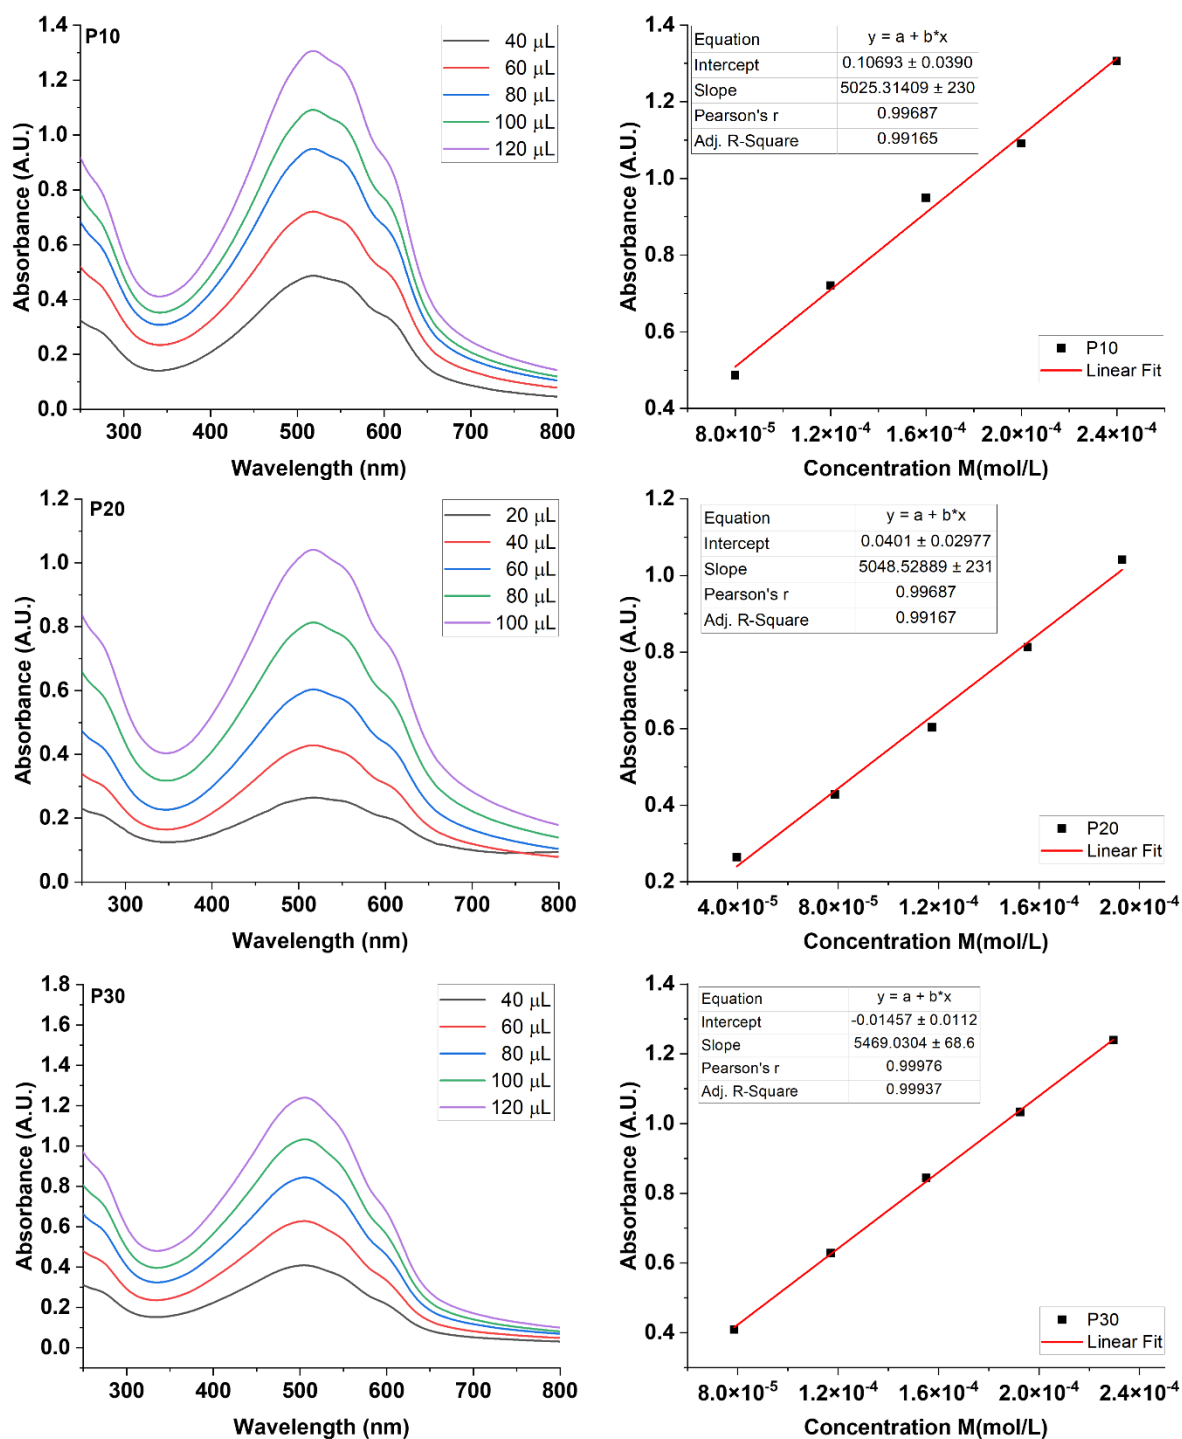 P10
40 μL
60 μL
80 μL
100 μL
120 μL
1.4
1.2
1.0
0.8
0.6
0.4
0.2
0.0
Absorbance (A.U.)
300 400 500 600 700 800
Wavelength (nm)
Equation y = a + b*x
Intercept 0.10693 ± 0.0390
Slope 5025.31409 ± 230
Pearson's r 0.99687
Adj. R-Square 0.99165
1.4
1.2
1.0
0.8
0.6
0.4
Absorbance (A.U.)
P10
Linear Fit
8.0×10⁻⁵ 1.2×10⁻⁴ 1.6×10⁻⁴ 2.0×10⁻⁴ 2.4×10⁻⁴
Concentration M(mol/L)
P20
20 μL
40 μL
60 μL
80 μL
100 μL
1.2
1.0
0.8
0.6
0.4
0.2
0.0
Absorbance (A.U.)
300 400 500 600 700 800
Wavelength (nm)
Equation y = a + b*x
Intercept 0.0401 ± 0.02977
Slope 5048.52889 ± 231
Pearson's r 0.99687
Adj. R-Square 0.99167
1.2
1.0
0.8
0.6
0.4
0.2
Absorbance (A.U.)
P20
Linear Fit
4.0×10⁻⁵ 8.0×10⁻⁵ 1.2×10⁻⁴ 1.6×10⁻⁴ 2.0×10⁻⁴
Concentration M(mol/L)
P30
40 μL
60 μL
80 μL
100 μL
120 μL
1.8
1.6
1.4
1.2
1.0
0.8
0.6
0.4
0.2
0.0
Absorbance (A.U.)
300 400 500 600 700 800
Wavelength (nm)
Equation y = a + b*x
Intercept -0.01457 ± 0.0112
Slope 5469.0304 ± 68.6
Pearson's r 0.99976
Adj. R-Square 0.99937
1.4
1.2
1.0
0.8
0.6
0.4
Absorbance (A.U.)
P30
Linear Fit
8.0×10⁻⁵ 1.2×10⁻⁴ 1.6×10⁻⁴ 2.0×10⁻⁴ 2.4×10⁻⁴
Concentration M(mol/L)